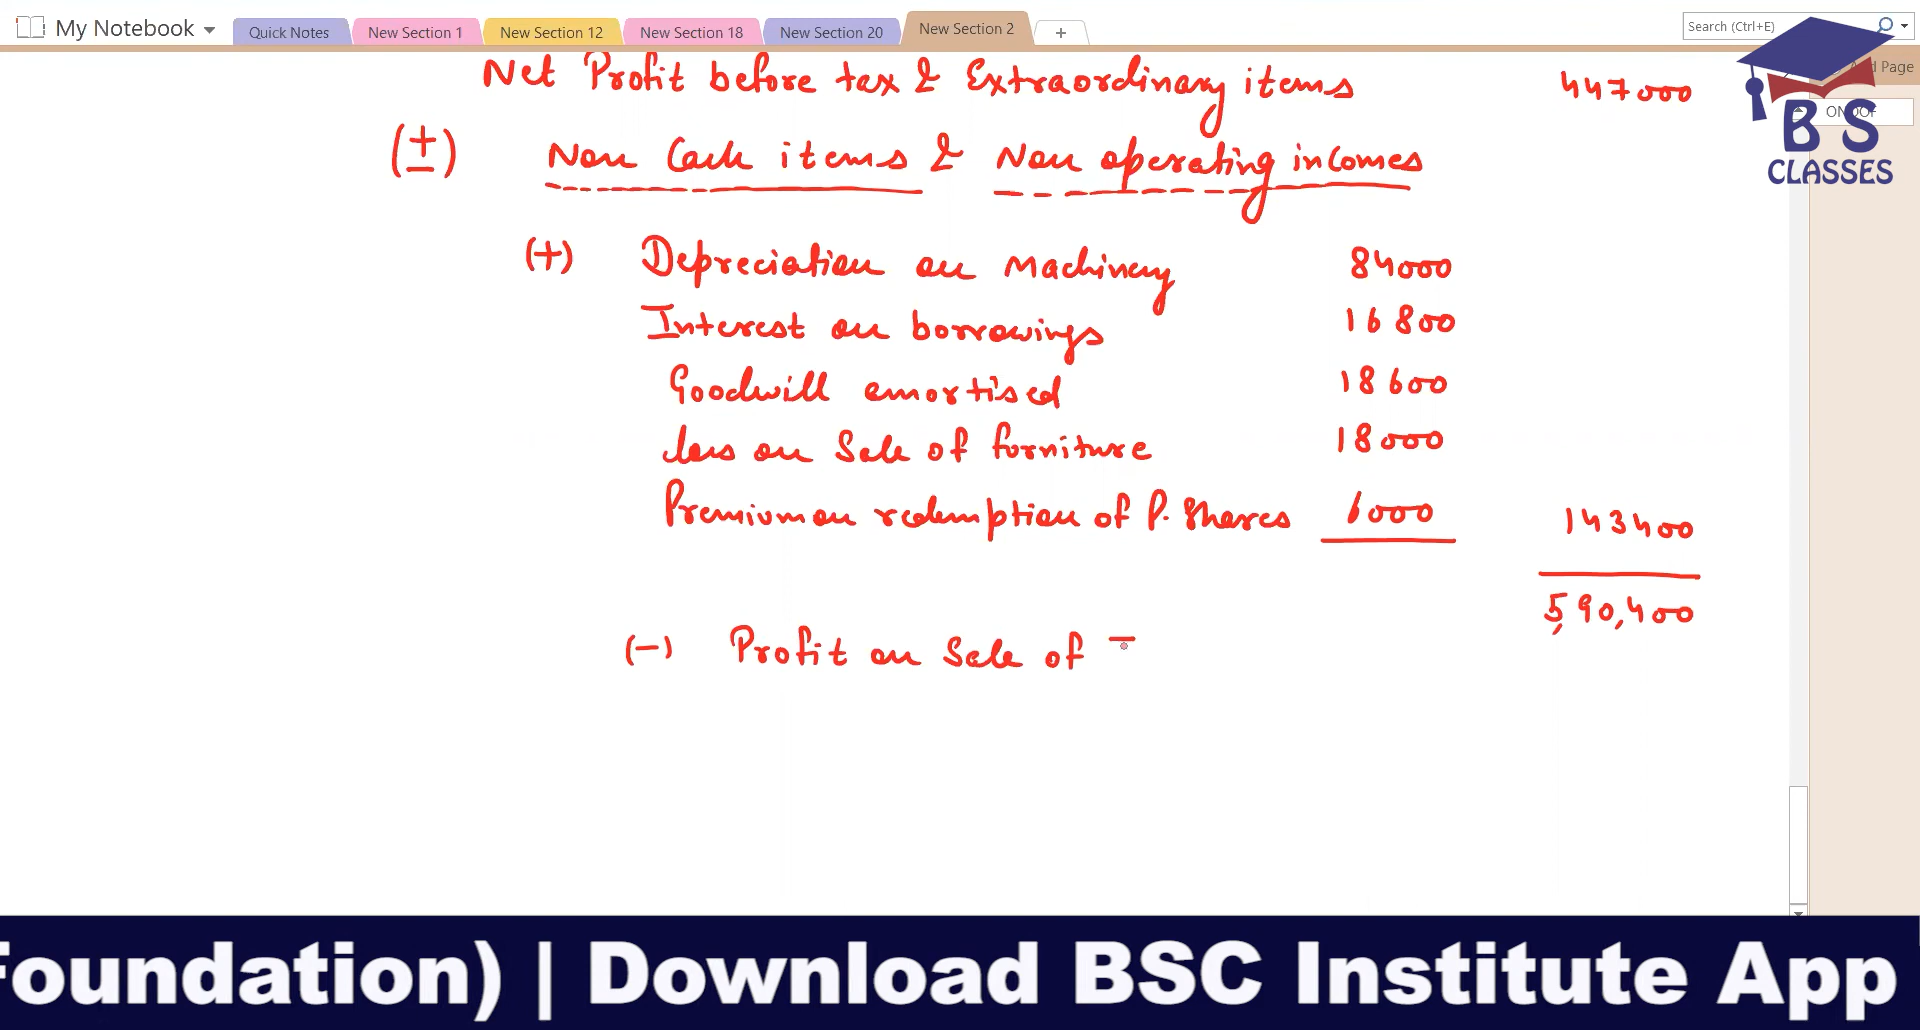 My Notebook
Quick Notes
New Section 1
New Section 12
New Section 18
New Section 20
New Section 2
+
Search (Ctrl+E)
d Page
B S
CLASSES
Net Profit before tax & Extraordinary items 447000
(±) Non Cash items & Non operating incomes
(+) Depreciation on Machinery 84000
Interest on borrowings 16800
Goodwill amortised 18600
loss on Sale of furniture 18000
Premium on redemption of P. Shares 6000 143400
5,90,400
(-) Profit on Sale of
Foundation) | Download BSC Institute App